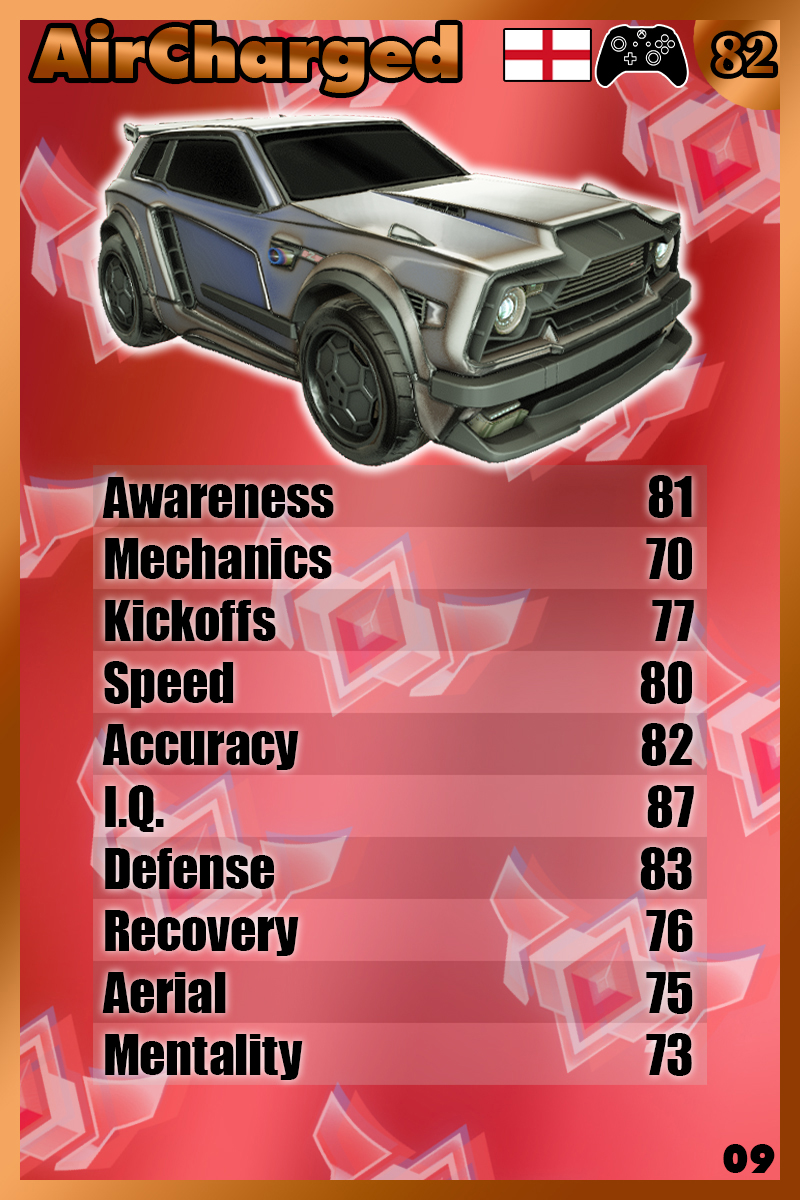 AirCharged 82
Awareness 81
Mechanics 70
Kickoffs 77
Speed 80
Accuracy 82
I.Q. 87
Defense 83
Recovery 76
Aerial 75
Mentality 73
09